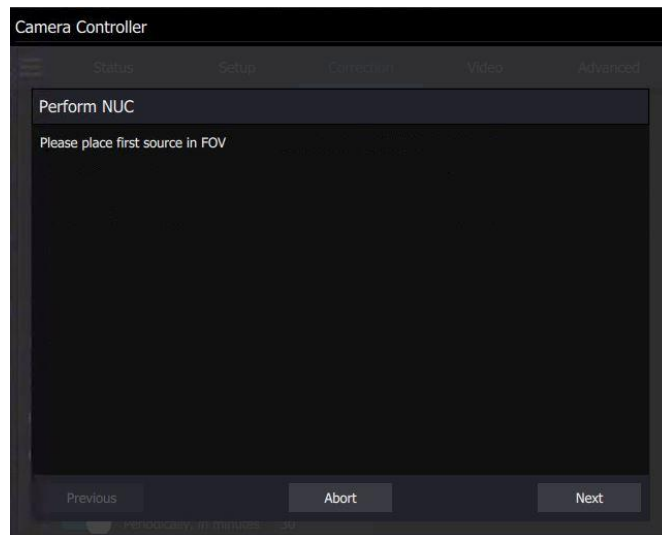 Camera Controller
Status Setup Correction Video Advanced
Perform NUC
Please place first source in FOV
Previous Abort Next
Periodically, in minutes 30